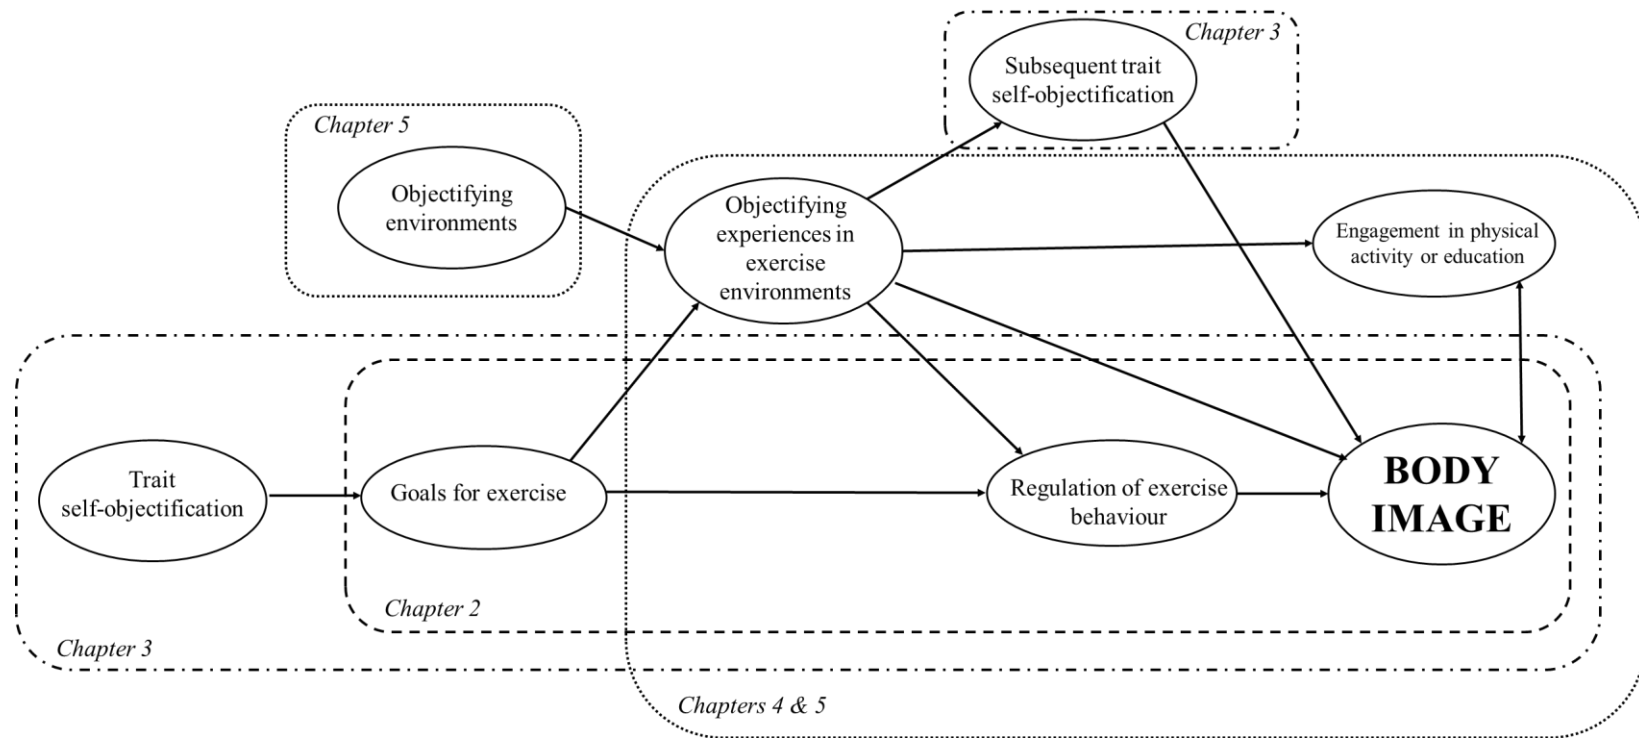 Chapter 3
Subsequent trait
self-objectification
Chapter 5
Objectifying
environments
Objectifying
experiences in
exercise
environments
Engagement in physical
activity or education
Trait
self-objectification
Goals for exercise
Regulation of exercise
behaviour
BODY
IMAGE
Chapter 2
Chapter 3
Chapters 4 & 5